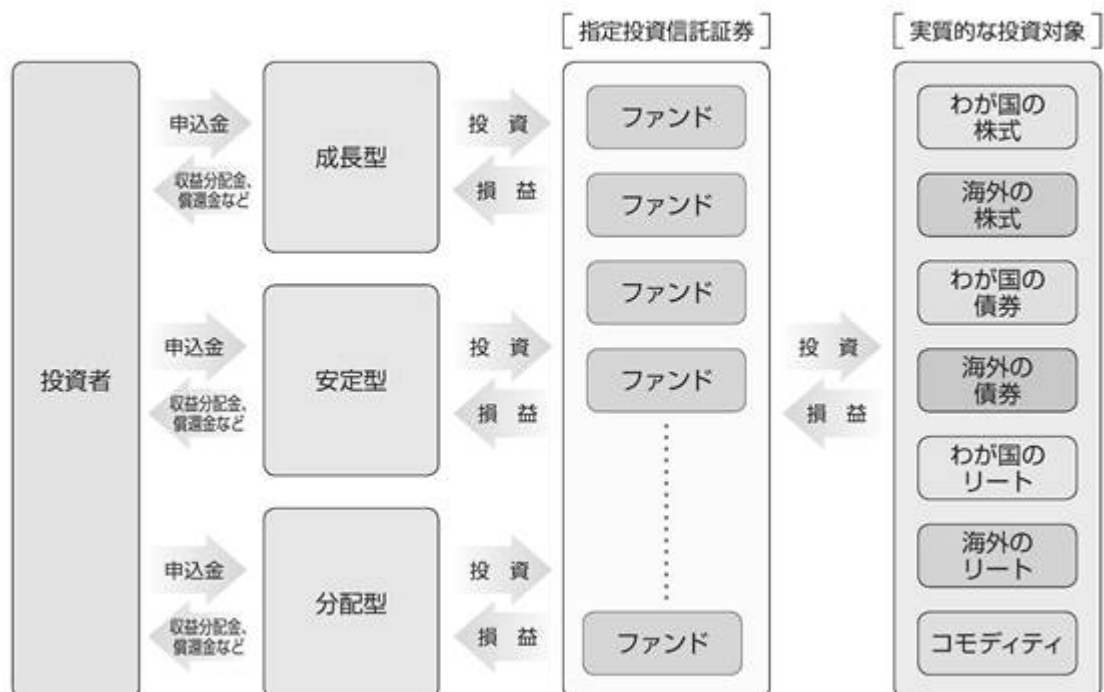 [指定投資信託証券]
[実質的な投資対象]
投資者
申込金
収益分配金、
償還金など
成長型
投 資
損 益
申込金
収益分配金、
償還金など
安定型
投 資
損 益
申込金
収益分配金、
償還金など
分配型
投 資
損 益
ファンド
ファンド
ファンド
ファンド
ファンド
投 資
損 益
わが国の
株式
海外の
株式
わが国の
債券
海外の
債券
わが国の
リート
海外の
リート
コモディティ